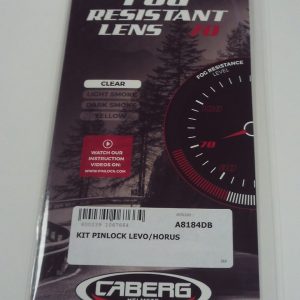 FOG
RESISTANT
LENS 70
FOG RESISTANCE
LEVEL
CLEAR
LIGHT SMOKE
DARK SMOKE
YELLOW
70
WATCH OUR
INSTRUCTION
VIDEOS ON:
WWW.PINLOCK.COM
A8184DB
KIT PINLOCK LEVO/HORUS
CABERG
HELMETS